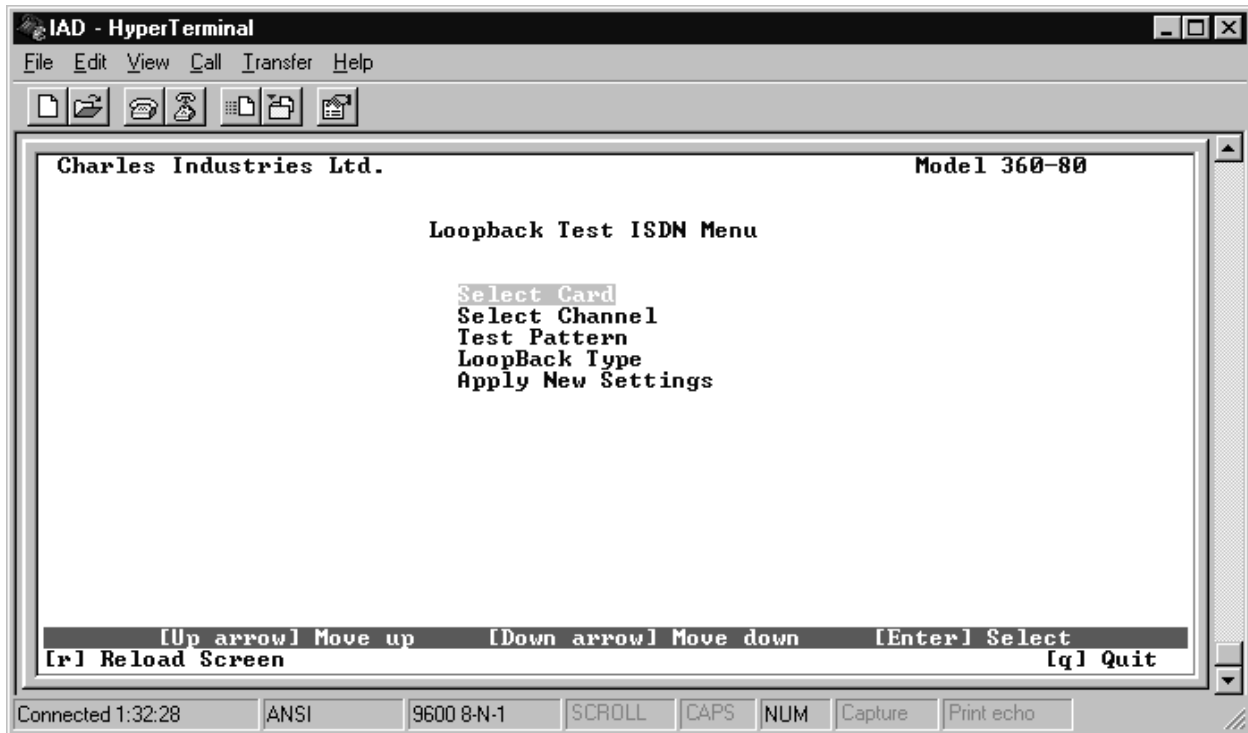 IAD - HyperTerminal
File Edit View Call Transfer Help
Charles Industries Ltd. Model 360-80
Loopback Test ISDN Menu
Select Card
Select Channel
Test Pattern
LoopBack Type
Apply New Settings
[Up arrow] Move up [Down arrow] Move down [Enter] Select
[r] Reload Screen [q] Quit
Connected 1:32:28 ANSI 9600 8-N-1 SCROLL CAPS NUM Capture Print echo